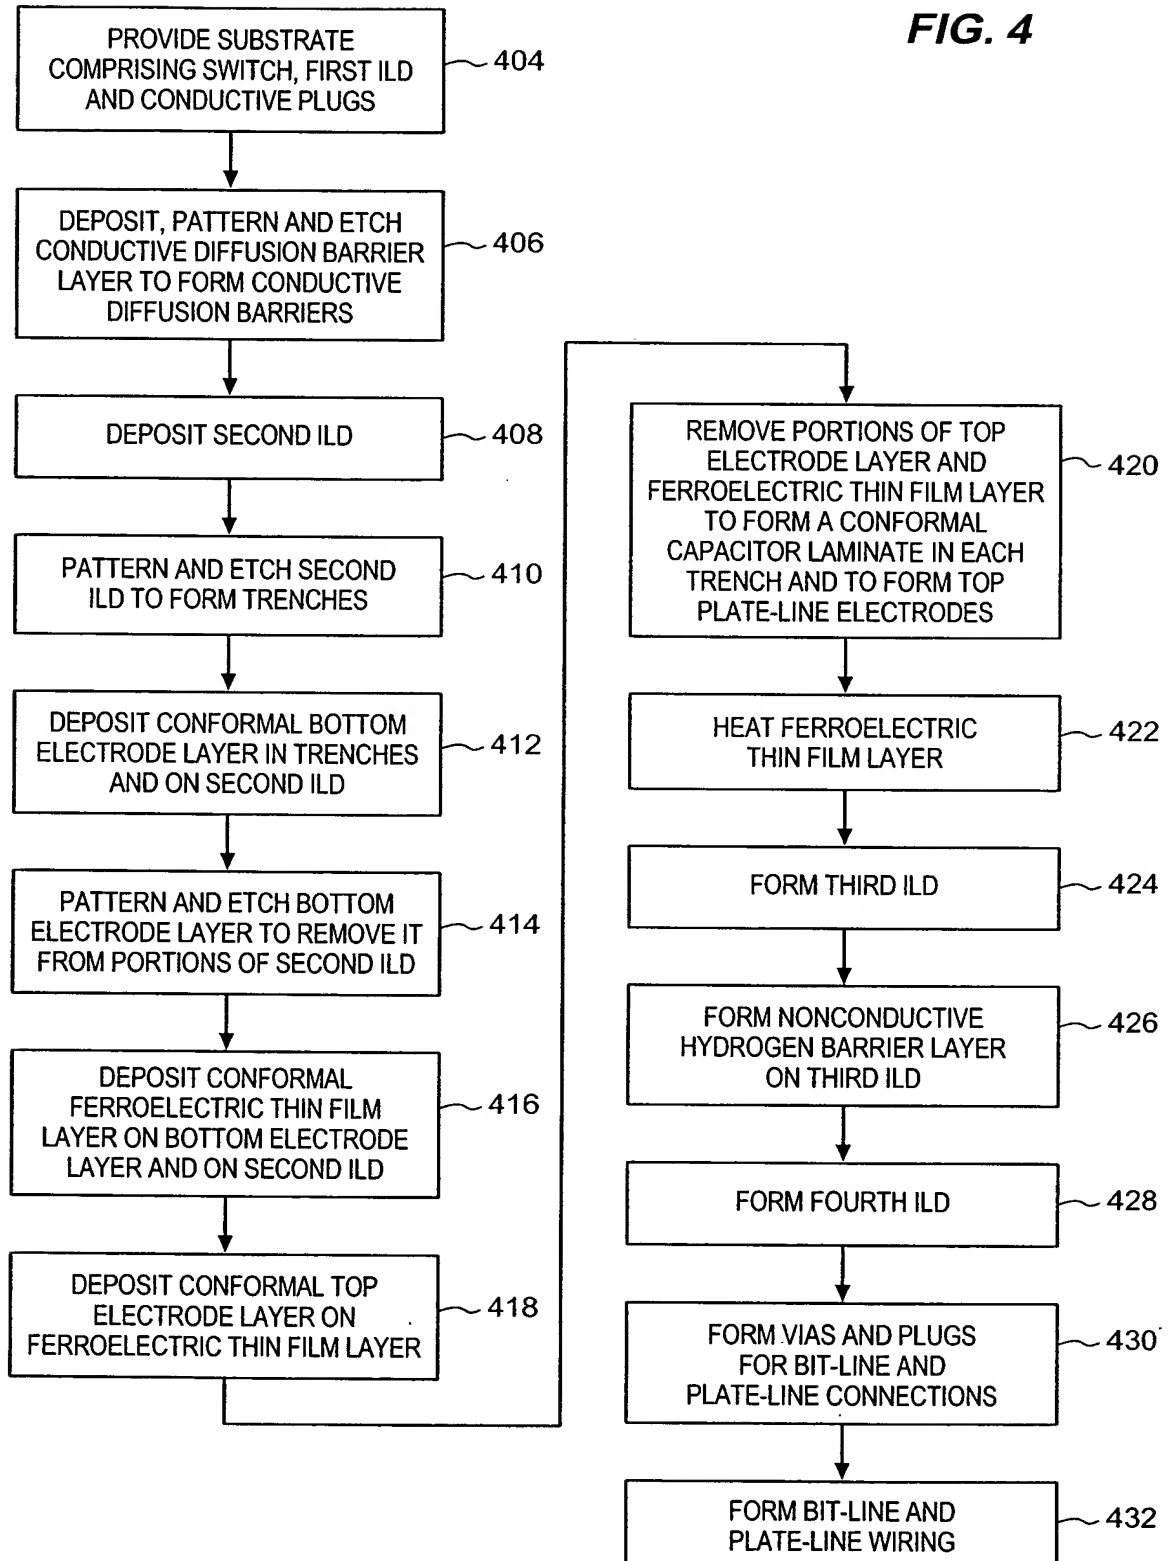 FIG. 4
PROVIDE SUBSTRATE
COMPRISING SWITCH, FIRST ILD
AND CONDUCTIVE PLUGS
404
DEPOSIT, PATTERN AND ETCH
CONDUCTIVE DIFFUSION BARRIER
LAYER TO FORM CONDUCTIVE
DIFFUSION BARRIERS
406
DEPOSIT SECOND ILD
408
PATTERN AND ETCH SECOND
ILD TO FORM TRENCHES
410
DEPOSIT CONFORMAL BOTTOM
ELECTRODE LAYER IN TRENCHES
AND ON SECOND ILD
412
PATTERN AND ETCH BOTTOM
ELECTRODE LAYER TO REMOVE IT
FROM PORTIONS OF SECOND ILD
414
DEPOSIT CONFORMAL
FERROELECTRIC THIN FILM
LAYER ON BOTTOM ELECTRODE
LAYER AND ON SECOND ILD
416
DEPOSIT CONFORMAL TOP
ELECTRODE LAYER ON
FERROELECTRIC THIN FILM LAYER
418
REMOVE PORTIONS OF TOP
ELECTRODE LAYER AND
FERROELECTRIC THIN FILM LAYER
TO FORM A CONFORMAL
CAPACITOR LAMINATE IN EACH
TRENCH AND TO FORM TOP
PLATE-LINE ELECTRODES
420
HEAT FERROELECTRIC
THIN FILM LAYER
422
FORM THIRD ILD
424
FORM NONCONDUCTIVE
HYDROGEN BARRIER LAYER
ON THIRD ILD
426
FORM FOURTH ILD
428
FORM VIAS AND PLUGS
FOR BIT-LINE AND
PLATE-LINE CONNECTIONS
430
FORM BIT-LINE AND
PLATE-LINE WIRING
432